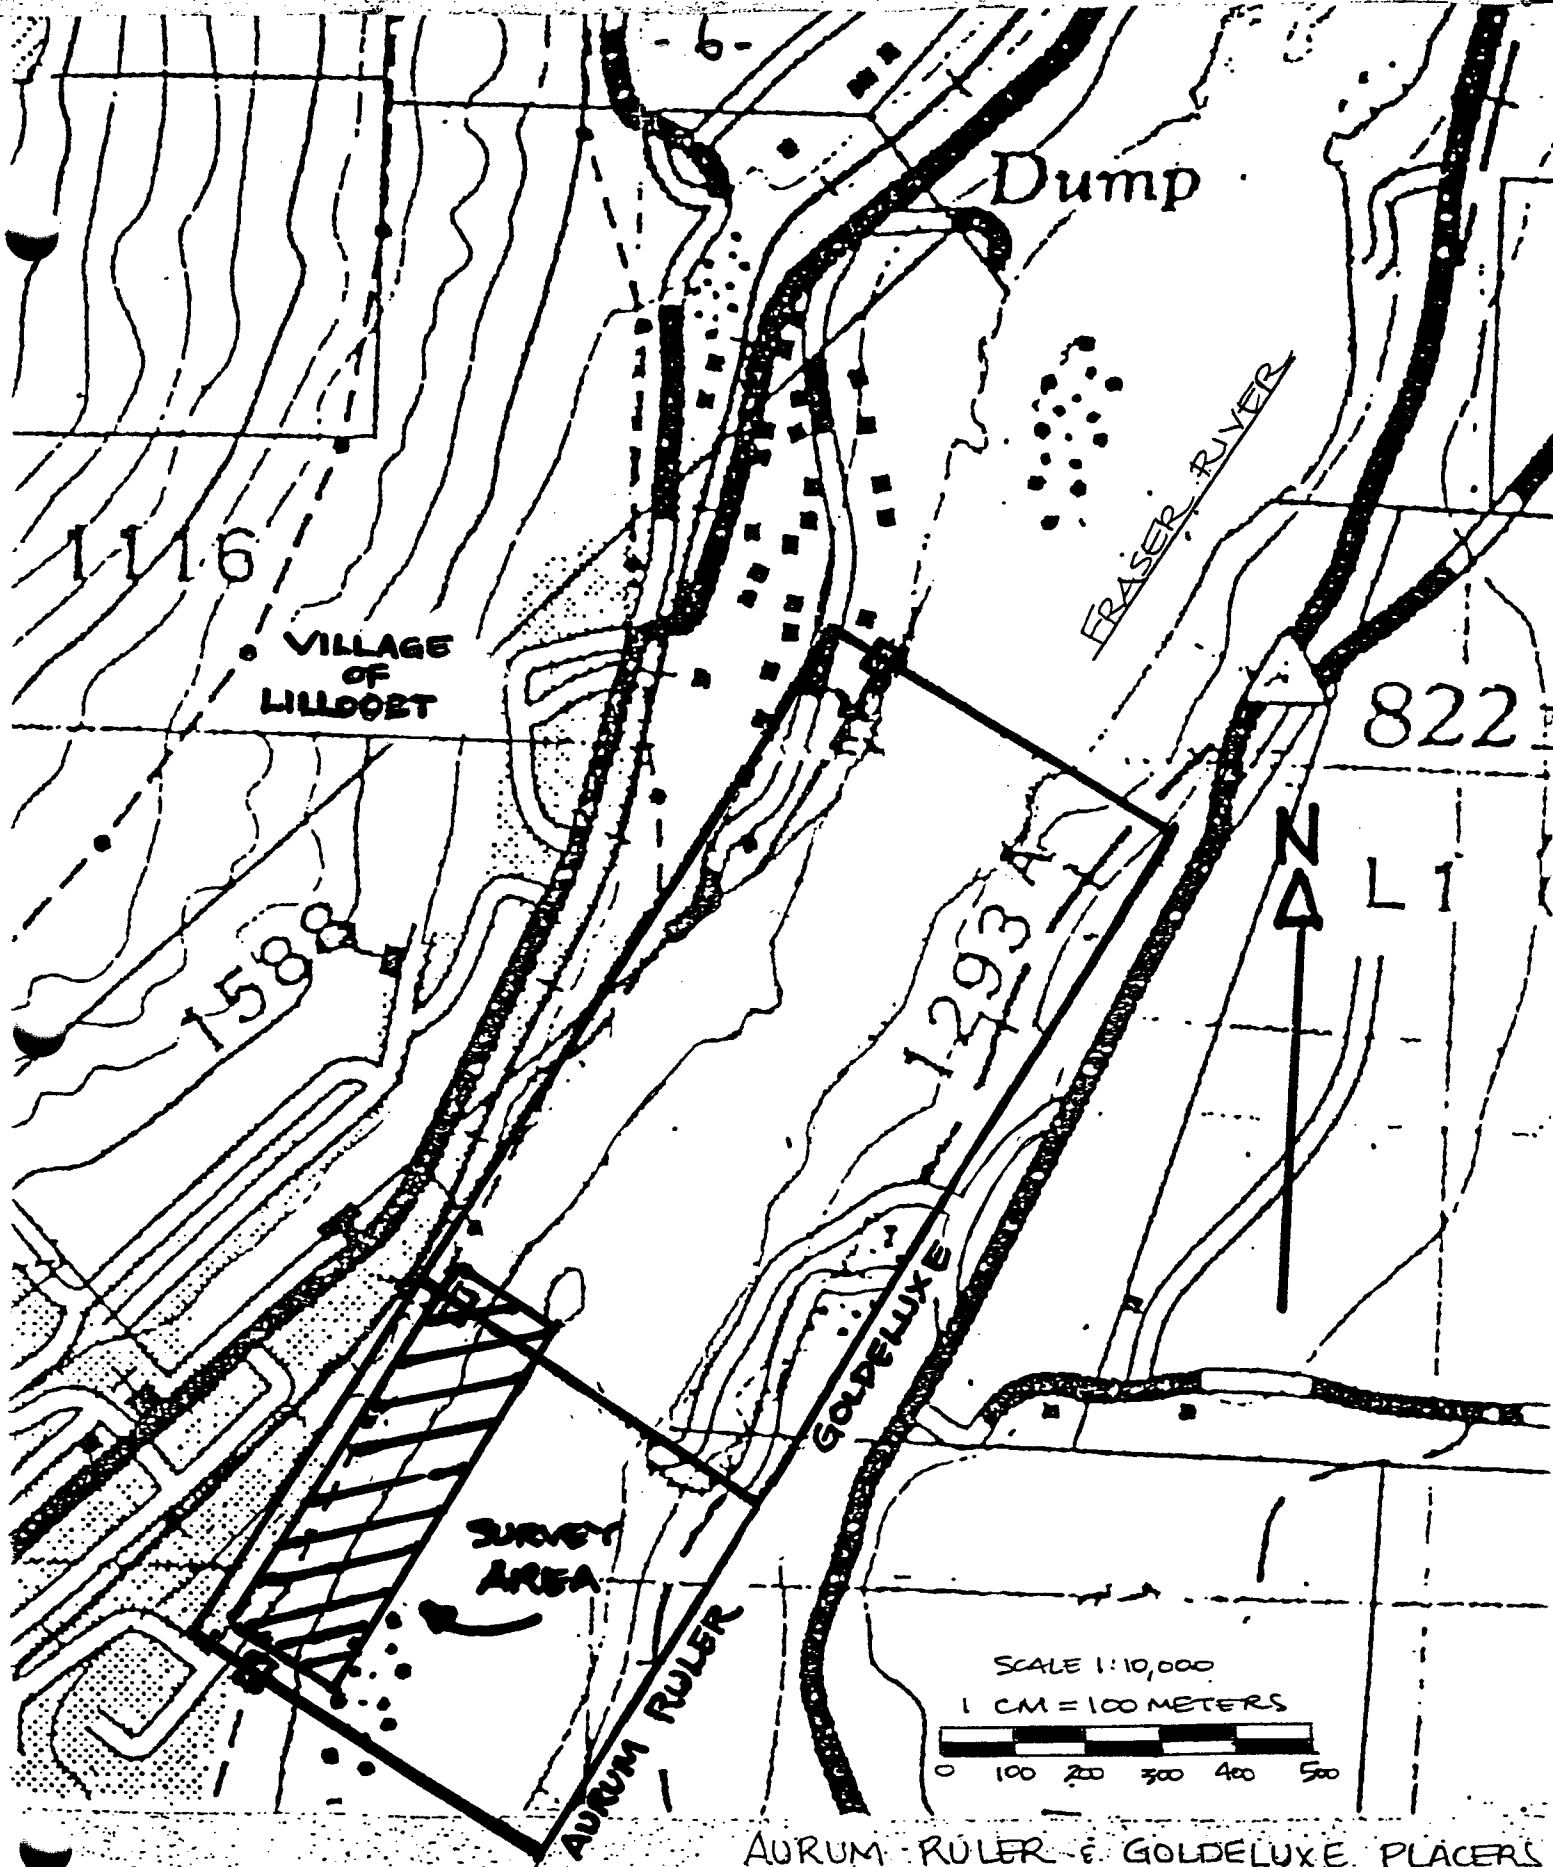 -6-
Dump
FRASER RIVER
1116
VILLAGE
OF
LILLOOET
822
N
L 1
1293 A
1588
GOLDELUXE
SURVEY
AREA
AURUM RULER
SCALE 1:10,000
1 CM = 100 METERS
0 100 200 300 400 500
AURUM RULER & GOLDELUXE PLACERS